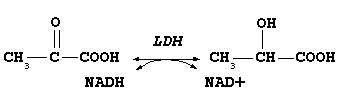 O OH
LDH
CH3 — C — COOH CH3 — CH — COOH
NADH NAD+